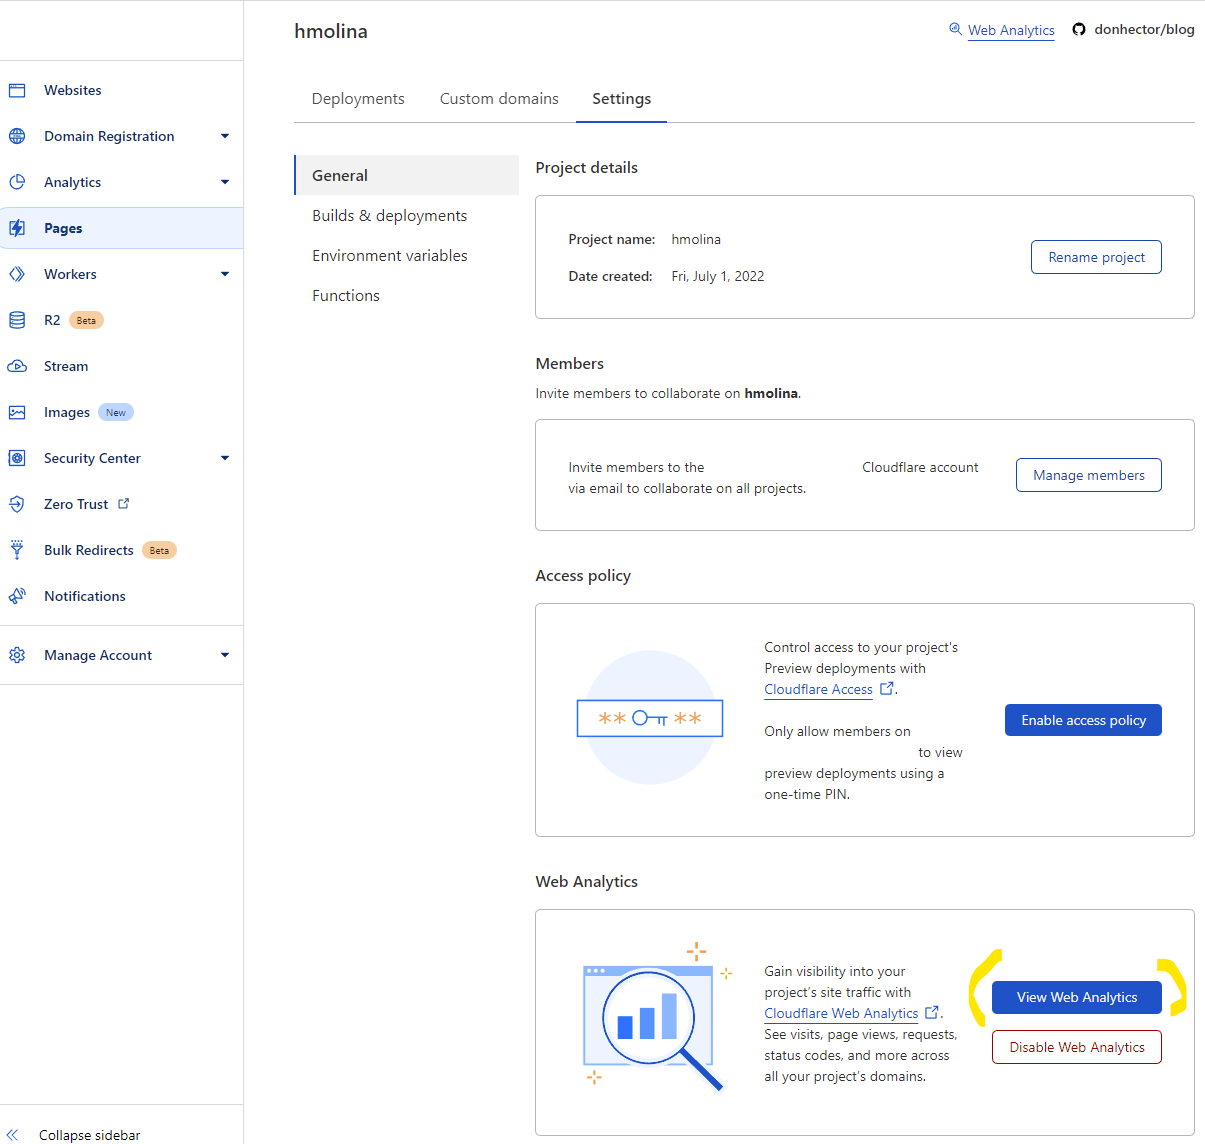 hmolina
Web Analytics
donhector/blog
Websites
Domain Registration
Analytics
Pages
Workers
R2 Beta
Stream
Images New
Security Center
Zero Trust
Bulk Redirects Beta
Notifications
Manage Account
Collapse sidebar
Deployments Custom domains Settings
General
Builds & deployments
Environment variables
Functions
Project details
Project name: hmolina
Date created: Fri, July 1, 2022
Rename project
Members
Invite members to collaborate on hmolina.
Invite members to the Cloudflare account
via email to collaborate on all projects.
Manage members
Access policy
** **
Control access to your project's
Preview deployments with
Cloudflare Access .
Only allow members on
to view
preview deployments using a
one-time PIN.
Enable access policy
Web Analytics
Gain visibility into your
project's site traffic with
Cloudflare Web Analytics .
See visits, page views, requests,
status codes, and more across
all your project's domains.
View Web Analytics
Disable Web Analytics